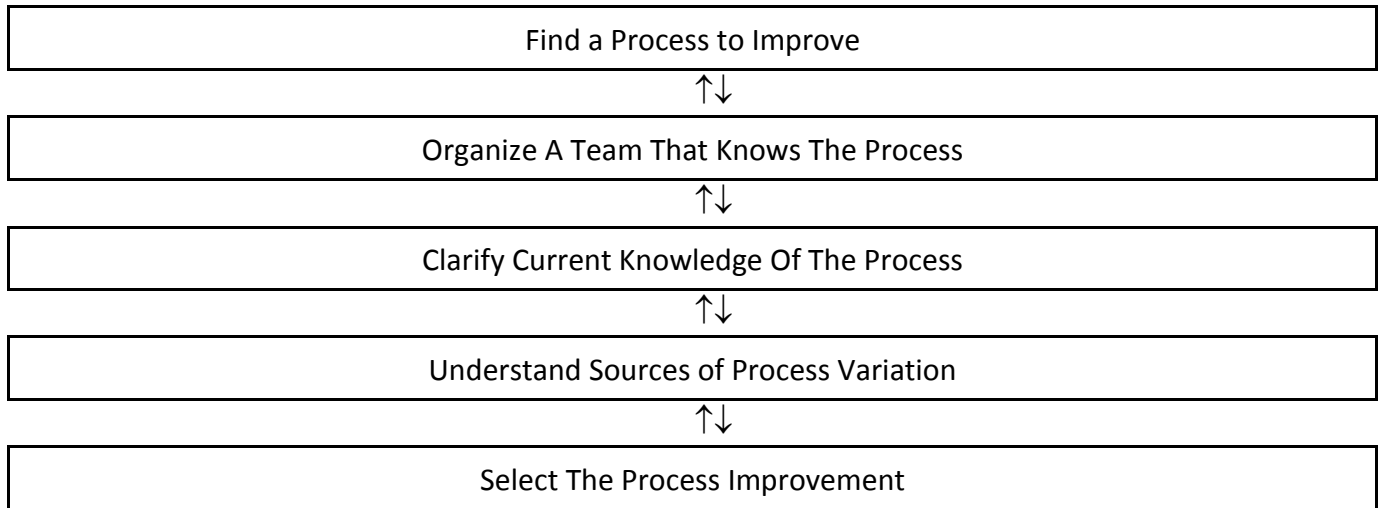 Find a Process to Improve
↑↓
Organize A Team That Knows The Process
↑↓
Clarify Current Knowledge Of The Process
↑↓
Understand Sources of Process Variation
↑↓
Select The Process Improvement